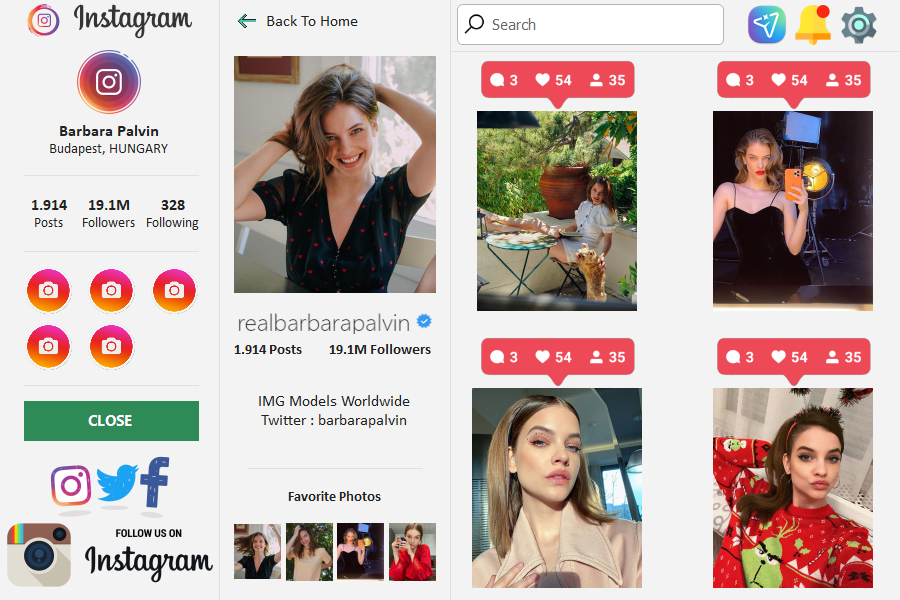 Instagram
Barbara Palvin
Budapest, HUNGARY
1.914 19.1M 328
Posts Followers Following
CLOSE
FOLLOW US ON
Instagram
Back To Home
realbarbarapalvin
1.914 Posts 19.1M Followers
IMG Models Worldwide
Twitter : barbarapalvin
Favorite Photos
Search
3 54 35
3 54 35
3 54 35
3 54 35